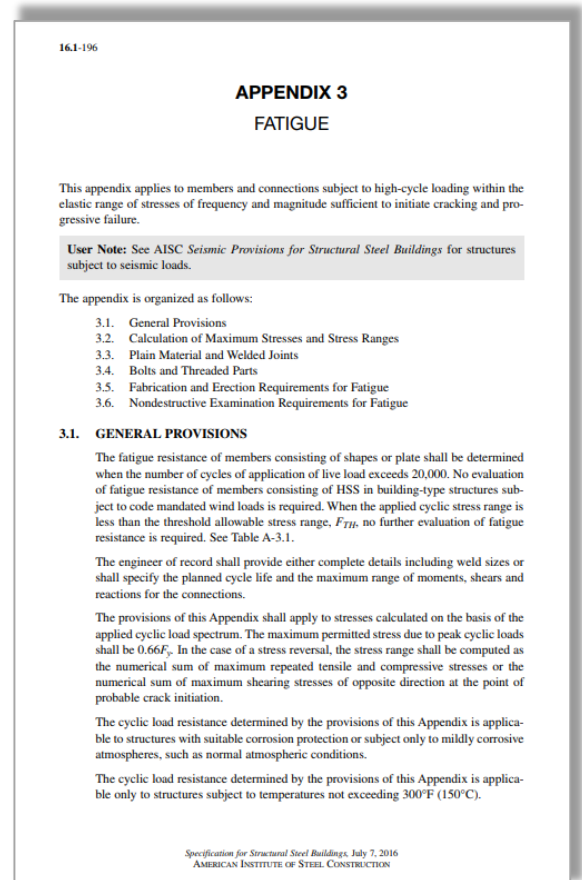 16.1-196
APPENDIX 3
FATIGUE
This appendix applies to members and connections subject to high-cycle loading within the
elastic range of stresses of frequency and magnitude sufficient to initiate cracking and pro-
gressive failure.
User Note: See AISC Seismic Provisions for Structural Steel Buildings for structures
subject to seismic loads.
The appendix is organized as follows:
3.1. General Provisions
3.2. Calculation of Maximum Stresses and Stress Ranges
3.3. Plain Material and Welded Joints
3.4. Bolts and Threaded Parts
3.5. Fabrication and Erection Requirements for Fatigue
3.6. Nondestructive Examination Requirements for Fatigue
3.1. GENERAL PROVISIONS
The fatigue resistance of members consisting of shapes or plate shall be determined
when the number of cycles of application of live load exceeds 20,000. No evaluation
of fatigue resistance of members consisting of HSS in building-type structures sub-
ject to code mandated wind loads is required. When the applied cyclic stress range is
less than the threshold allowable stress range, FTH, no further evaluation of fatigue
resistance is required. See Table A-3.1.
The engineer of record shall provide either complete details including weld sizes or
shall specify the planned cycle life and the maximum range of moments, shears and
reactions for the connections.
The provisions of this Appendix shall apply to stresses calculated on the basis of the
applied cyclic load spectrum. The maximum permitted stress due to peak cyclic loads
shall be 0.66Fy. In the case of a stress reversal, the stress range shall be computed as
the numerical sum of maximum repeated tensile and compressive stresses or the
numerical sum of maximum shearing stresses of opposite direction at the point of
probable crack initiation.
The cyclic load resistance determined by the provisions of this Appendix is applica-
ble to structures with suitable corrosion protection or subject only to mildly corrosive
atmospheres, such as normal atmospheric conditions.
The cyclic load resistance determined by the provisions of this Appendix is applica-
ble only to structures subject to temperatures not exceeding 300°F (150°C).
Specification for Structural Steel Buildings, July 7, 2016
AMERICAN INSTITUTE OF STEEL CONSTRUCTION